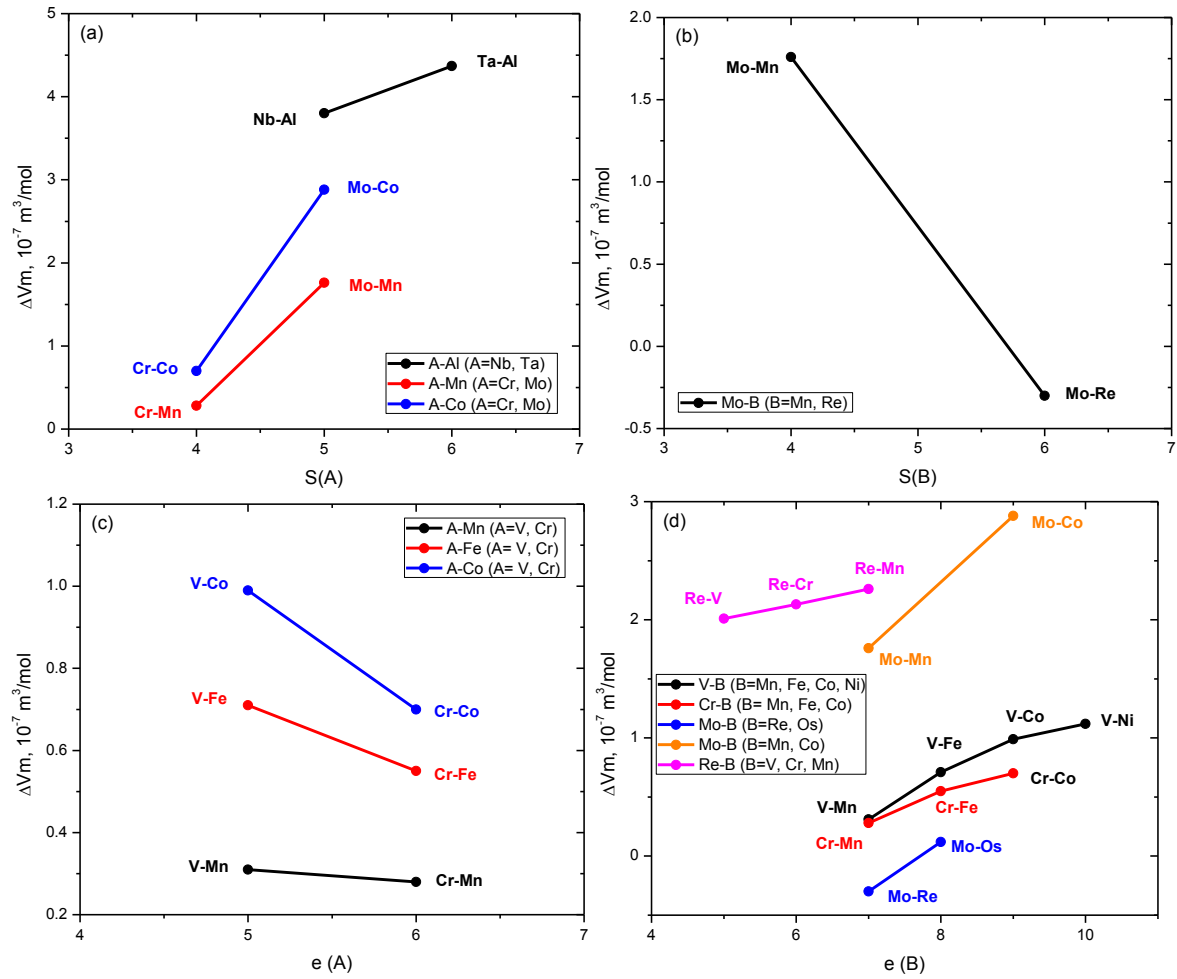 (a)
5
4
3
2
1
0
ΔVm, 10⁻⁷ m³/mol
Ta-Al
Nb-Al
Mo-Co
Mo-Mn
Cr-Co
Cr-Mn
A-Al (A=Nb, Ta)
A-Mn (A=Cr, Mo)
A-Co (A=Cr, Mo)
3 4 5 6 7
S(A)
(b)
2.0
1.5
1.0
0.5
0.0
-0.5
ΔVm, 10⁻⁷ m³/mol
Mo-Mn
Mo-Re
Mo-B (B=Mn, Re)
3 4 5 6 7
S(B)
(c)
1.2
1.0
0.8
0.6
0.4
0.2
ΔVm, 10⁻⁷ m³/mol
A-Mn (A=V, Cr)
A-Fe (A= V, Cr)
A-Co (A= V, Cr)
V-Co
V-Fe
Cr-Co
Cr-Fe
V-Mn
Cr-Mn
4 5 6 7
e (A)
(d)
3
2
1
0
ΔVm, 10⁻⁷ m³/mol
Mo-Co
Re-Mn
Re-Cr
Re-V
Mo-Mn
V-B (B=Mn, Fe, Co, Ni)
Cr-B (B= Mn, Fe, Co)
Mo-B (B=Re, Os)
Mo-B (B=Mn, Co)
Re-B (B=V, Cr, Mn)
V-Co
V-Ni
V-Fe
V-Mn
Cr-Co
Cr-Fe
Cr-Mn
Mo-Os
Mo-Re
4 6 8 10
e (B)